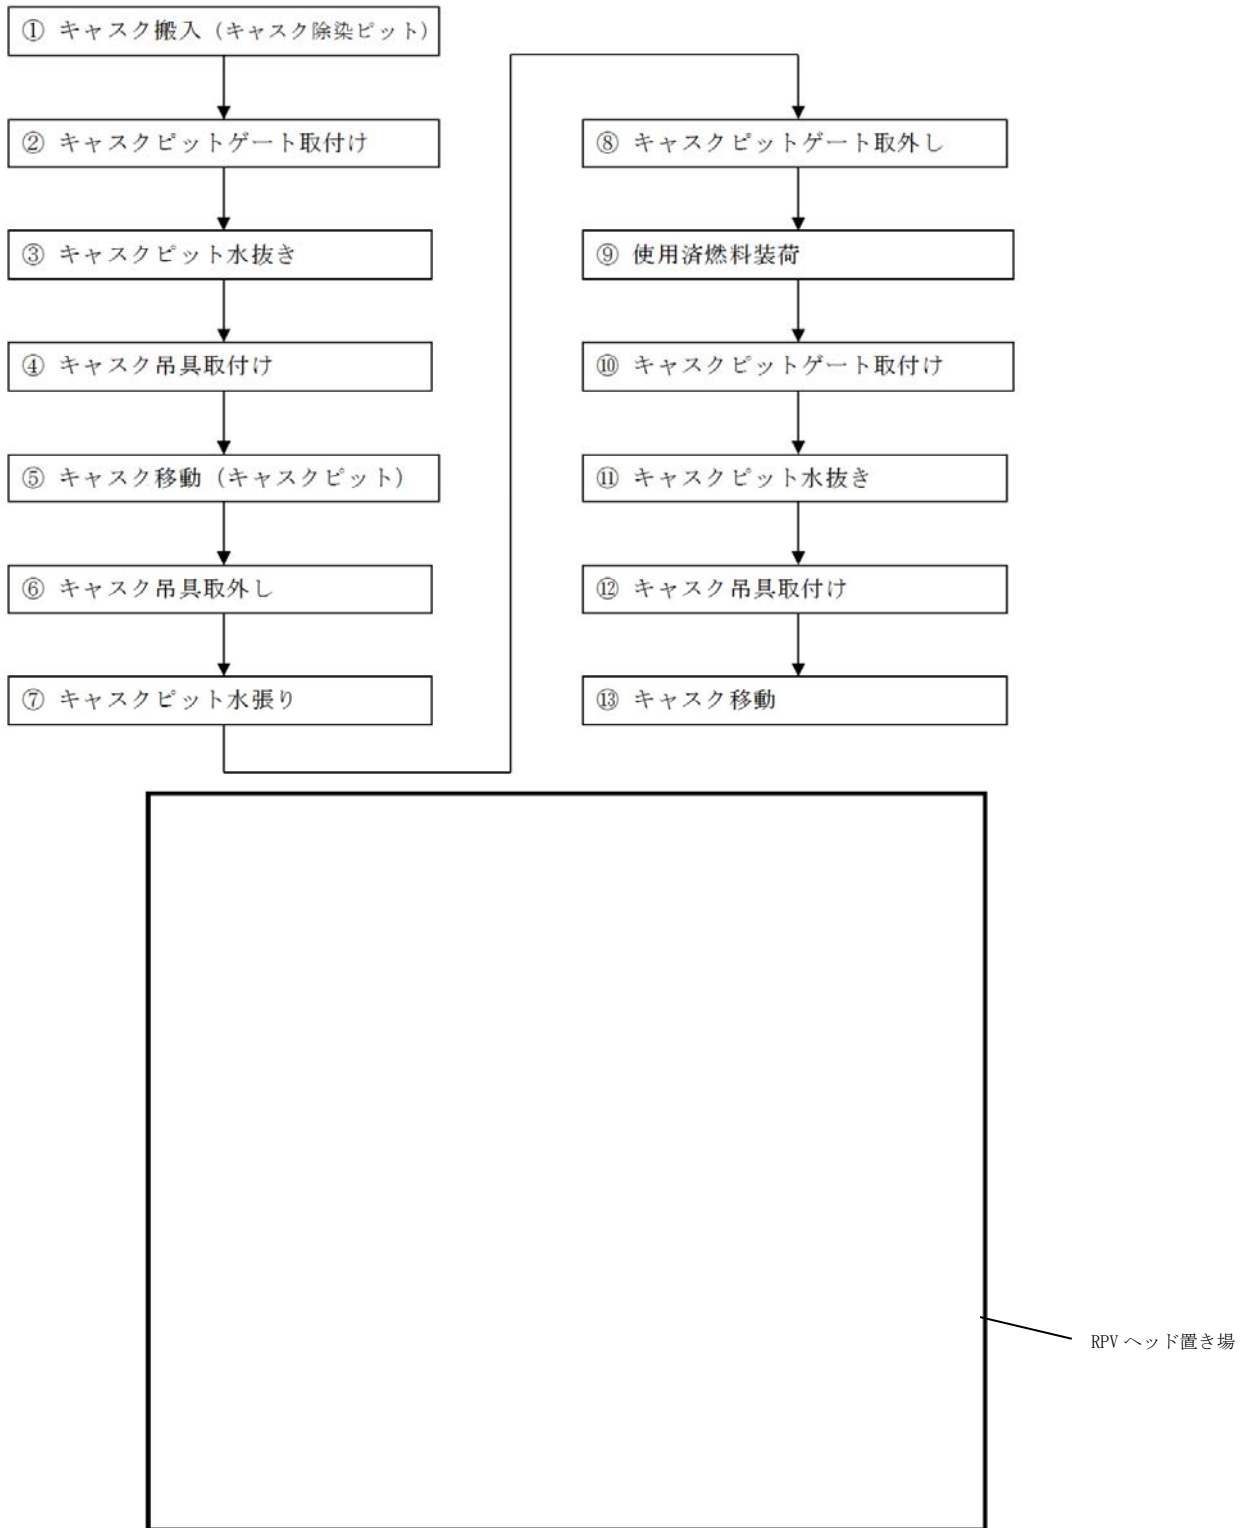 ① キャスク搬入（キャスク除染ピット）
② キャスクピットゲート取付け
③ キャスクピット水抜き
④ キャスク吊具取付け
⑤ キャスク移動（キャスクピット）
⑥ キャスク吊具取外し
⑦ キャスクピット水張り
⑧ キャスクピットゲート取外し
⑨ 使用済燃料装荷
⑩ キャスクピットゲート取付け
⑪ キャスクピット水抜き
⑫ キャスク吊具取付け
⑬ キャスク移動
RPV ヘッド置き場